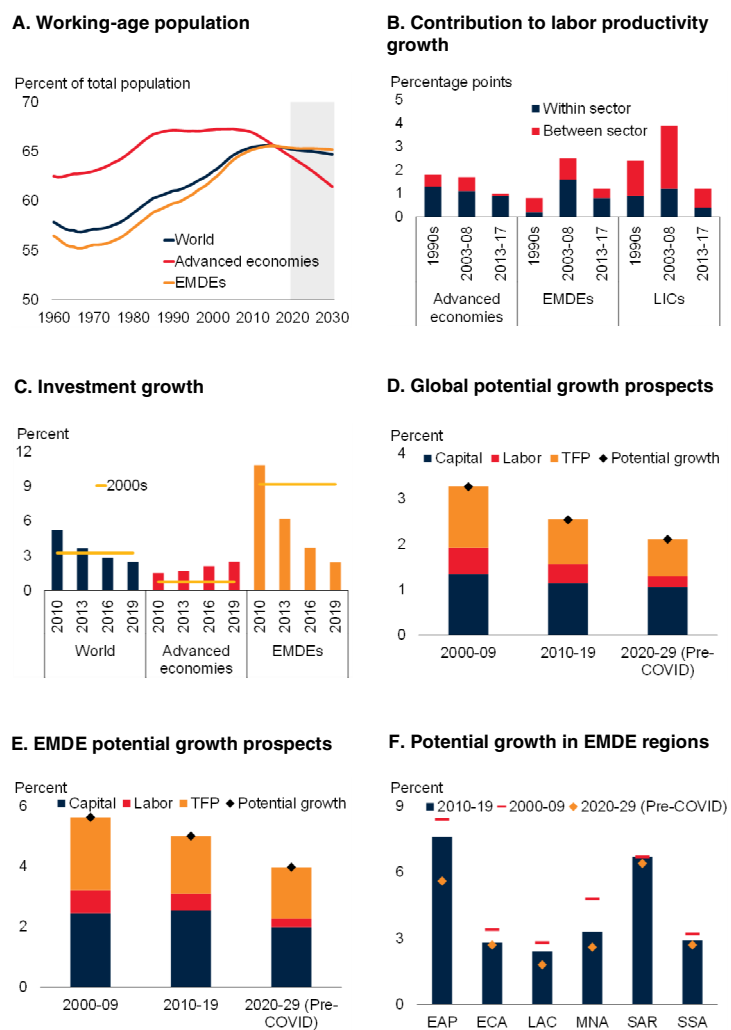 A. Working-age population
Percent of total population
70
65
60
55
50
World
Advanced economies
EMDEs
1960 1970 1980 1990 2000 2010 2020 2030
B. Contribution to labor productivity
growth
Percentage points
5
4
3
2
1
0
Within sector
Between sector
1990s
2003-08
2013-17
1990s
2003-08
2013-17
1990s
2003-08
2013-17
Advanced
economies
EMDEs
LICs
C. Investment growth
Percent
12
9
6
3
0
2000s
2010
2013
2016
2019
2010
2013
2016
2019
2010
2013
2016
2019
World
Advanced
economies
EMDEs
D. Global potential growth prospects
Percent
4
3
2
1
0
Capital Labor TFP Potential growth
2000-09 2010-19 2020-29 (Pre-
COVID)
E. EMDE potential growth prospects
Percent
6
4
2
0
Capital Labor TFP Potential growth
2000-09 2010-19 2020-29 (Pre-
COVID)
F. Potential growth in EMDE regions
Percent
9
6
3
0
2010-19 2000-09 2020-29 (Pre-COVID)
EAP ECA LAC MNA SAR SSA